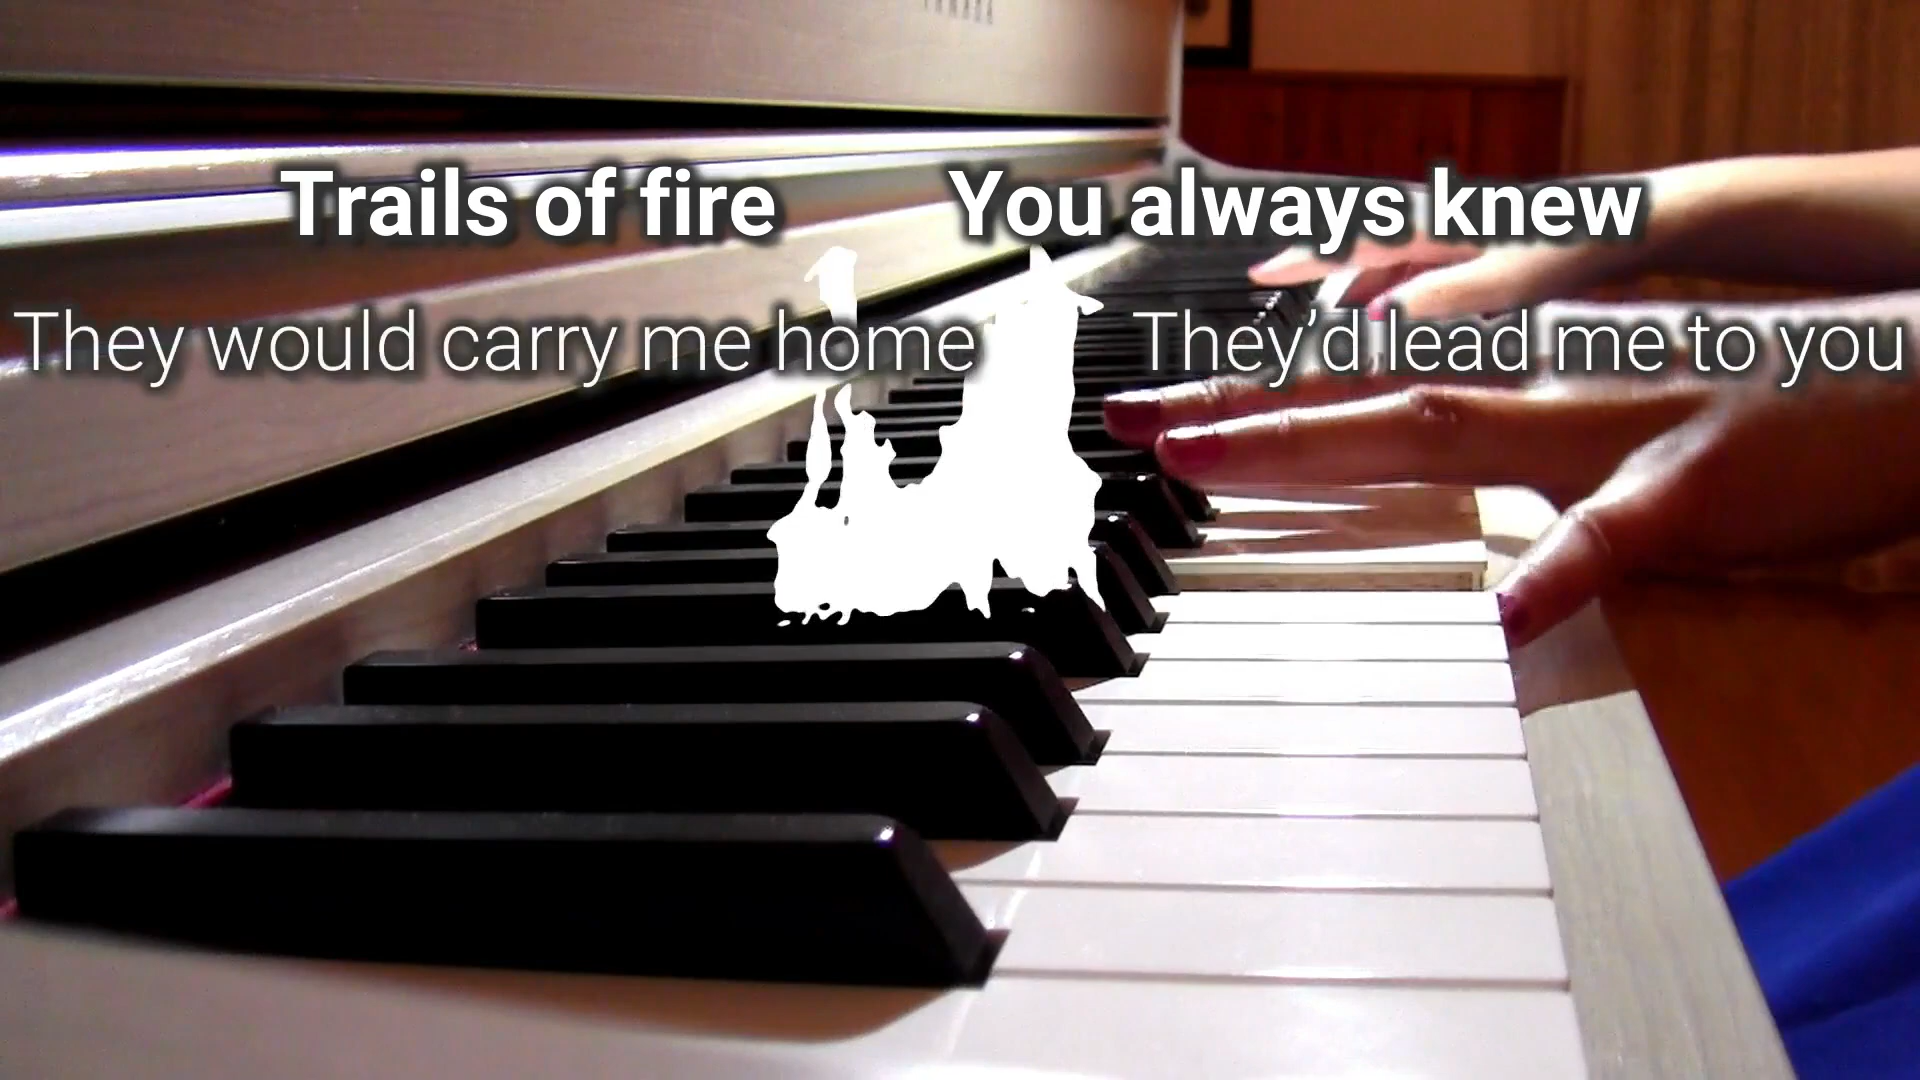 Trails of fire You always knew
They would carry me home They’d lead me to you